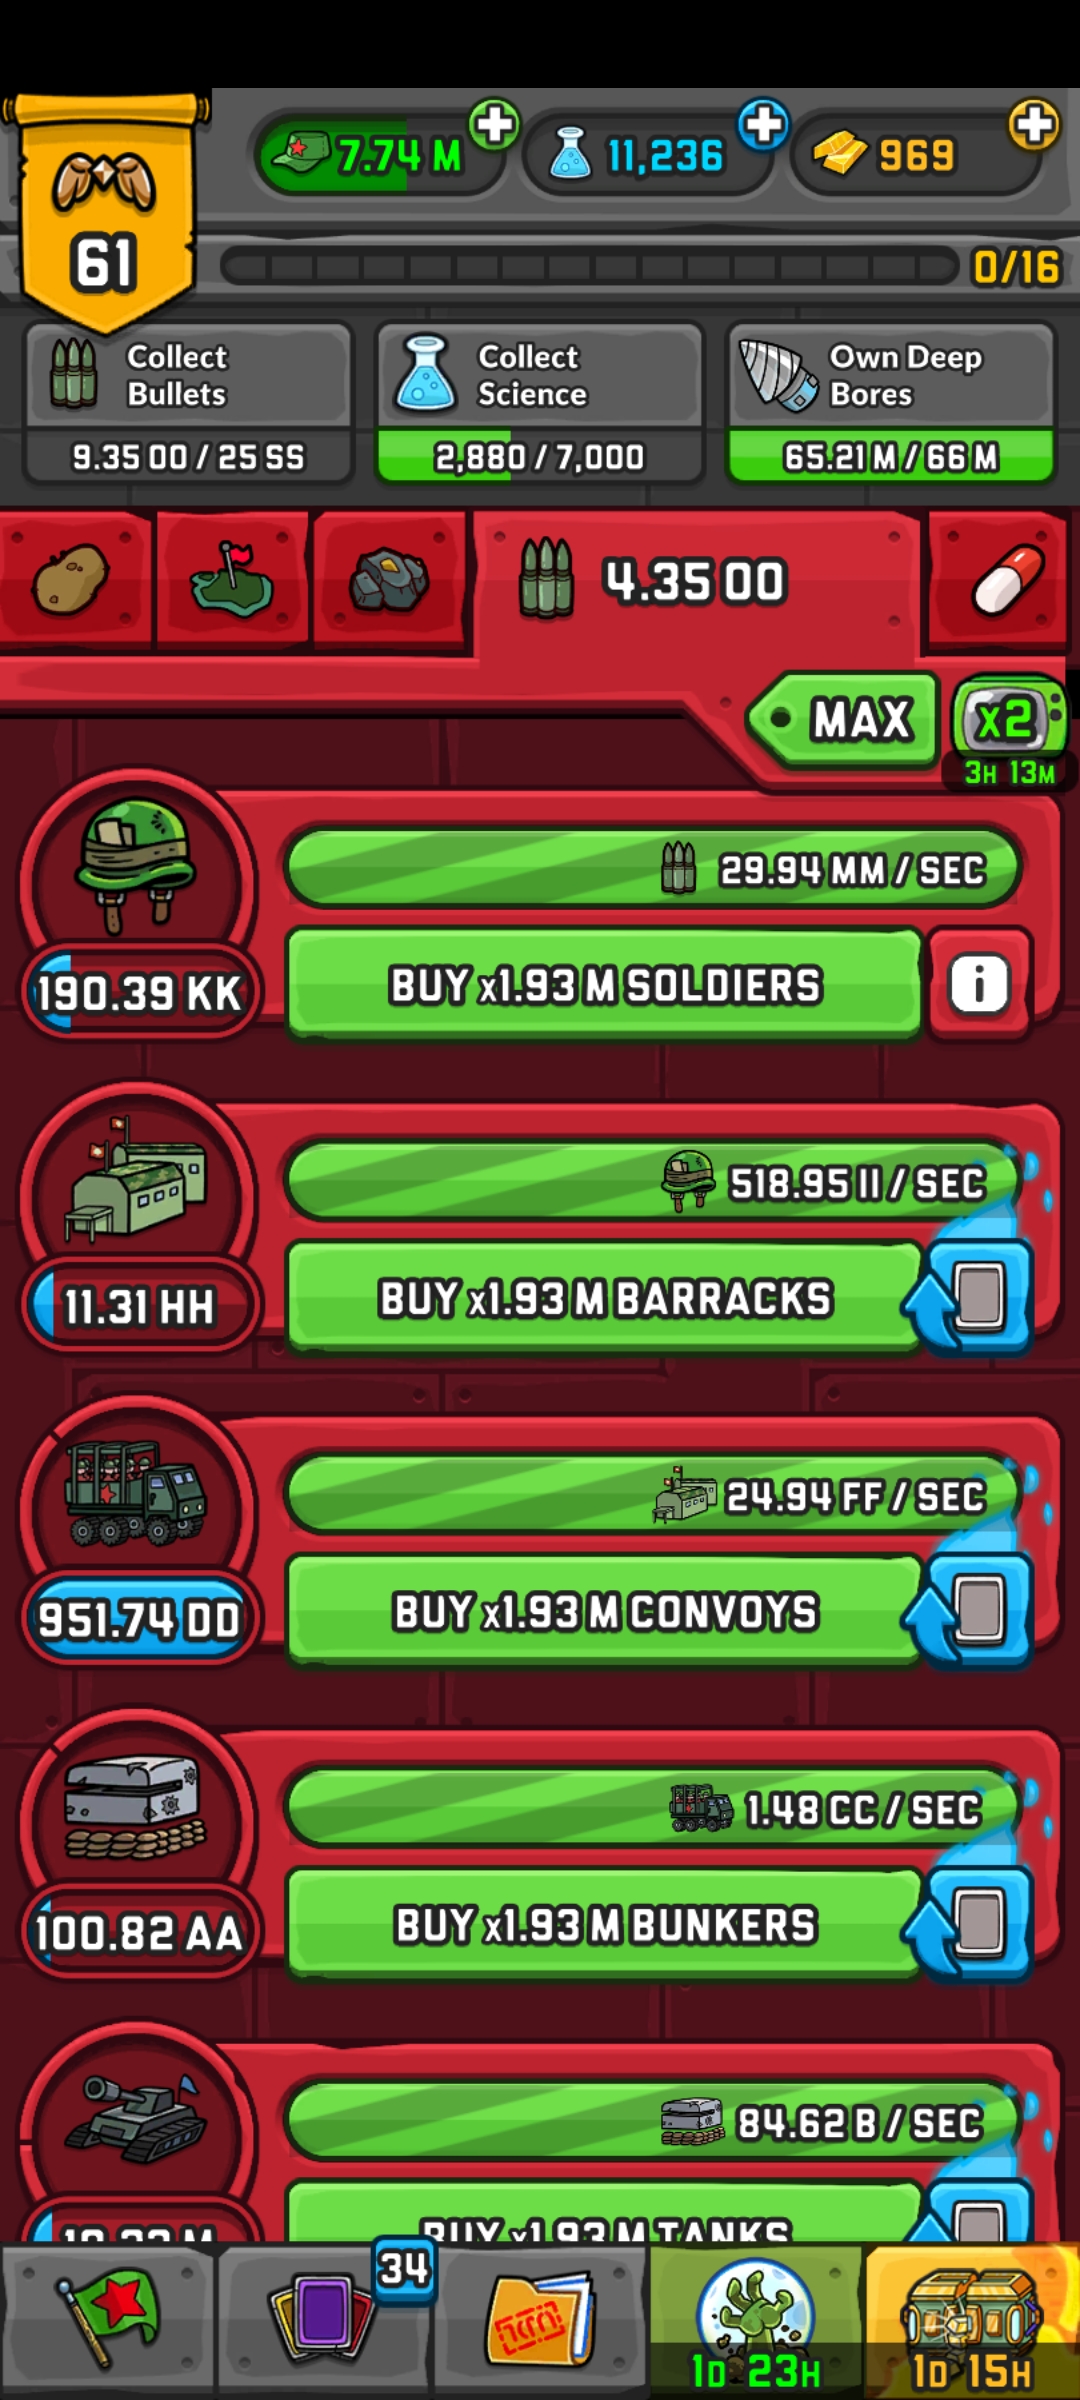 61
7.74 M
11,236
969
0/16
Collect
Bullets
9.35 OO / 25 SS
Collect
Science
2,880 / 7,000
Own Deep
Bores
65.21 M / 66 M
4.35 OO
MAX
x2
3H 13M
29.94 MM / SEC
190.39 KK
BUY x1.93 M SOLDIERS
i
518.95 II / SEC
11.31 HH
BUY x1.93 M BARRACKS
24.94 FF / SEC
951.74 DD
BUY x1.93 M CONVOYS
1.48 CC / SEC
100.82 AA
BUY x1.93 M BUNKERS
84.62 B / SEC
BUY x1.93 M TANKS
34
1D 23H
1D 15H